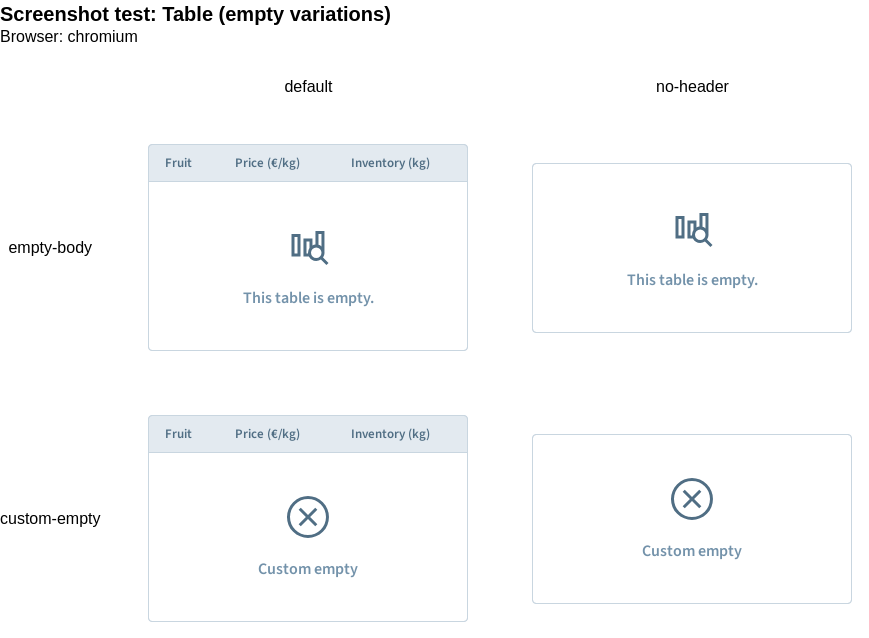 Screenshot test: Table (empty variations)
Browser: chromium
default
no-header
empty-body
Fruit
Price (€/kg)
Inventory (kg)
This table is empty.
This table is empty.
custom-empty
Fruit
Price (€/kg)
Inventory (kg)
Custom empty
Custom empty